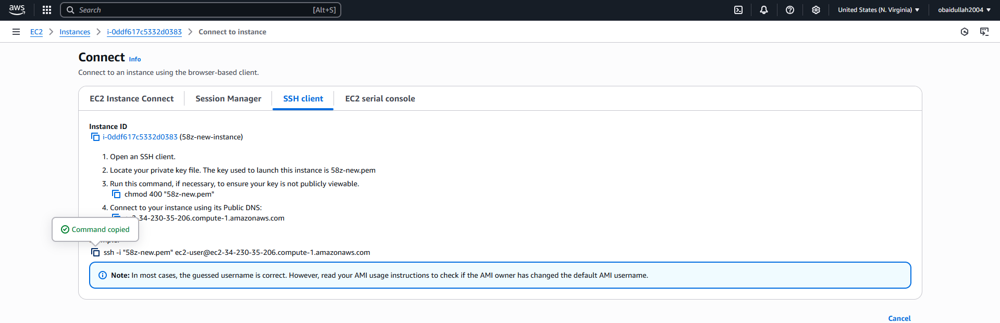 aws Search [Alt+S] United States (N. Virginia) obaidullah2004
EC2 Instances i-0ddf617c5332d0383 Connect to instance
Connect Info
Connect to an instance using the browser-based client.
EC2 Instance Connect Session Manager SSH client EC2 serial console
Instance ID
i-0ddf617c5332d0383 (58z-new-instance)
1. Open an SSH client.
2. Locate your private key file. The key used to launch this instance is 58z-new.pem
3. Run this command, if necessary, to ensure your key is not publicly viewable.
chmod 400 "58z-new.pem"
4. Connect to your instance using its Public DNS:
2-34-230-35-206.compute-1.amazonaws.com
Command copied
ssh -i "58z-new.pem" ec2-user@ec2-34-230-35-206.compute-1.amazonaws.com
Note: In most cases, the guessed username is correct. However, read your AMI usage instructions to check if the AMI owner has changed the default AMI username.
Cancel